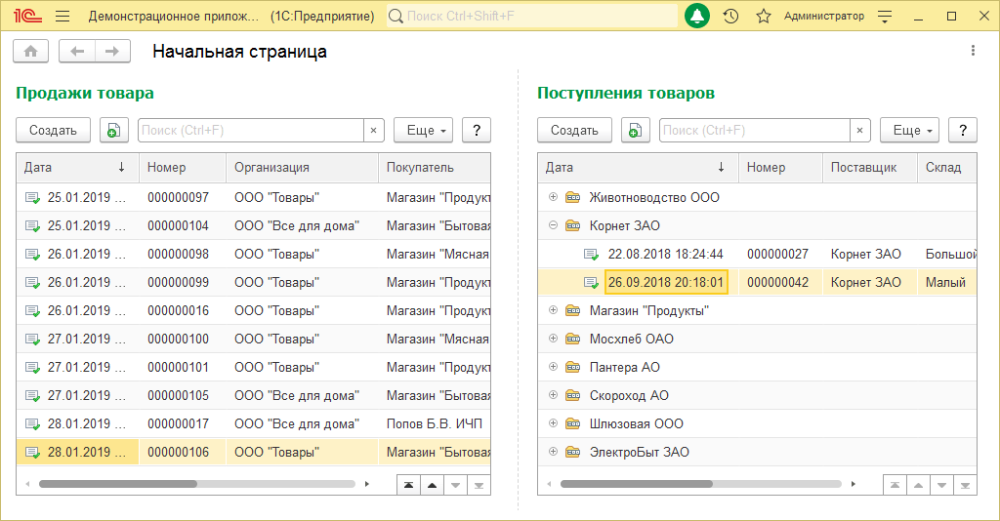 1С Демонстрационное прилож... (1С:Предприятие) Поиск Ctrl+Shift+F Администратор
Начальная страница
Продажи товара
Создать Поиск (Ctrl+F) × Еще ?
Дата ↓ Номер Организация Покупатель
25.01.2019 ... 000000097 ООО "Товары" Магазин "Продукт
25.01.2019 ... 000000104 ООО "Все для дома" Магазин "Бытовая
26.01.2019 ... 000000098 ООО "Товары" Магазин "Мясная
26.01.2019 ... 000000099 ООО "Товары" Магазин "Продукт
26.01.2019 ... 000000016 ООО "Товары" Магазин "Продукт
27.01.2019 ... 000000100 ООО "Товары" Магазин "Мясная
27.01.2019 ... 000000101 ООО "Товары" Магазин "Продукт
27.01.2019 ... 000000105 ООО "Все для дома" Магазин "Бытовая
28.01.2019 ... 000000017 ООО "Все для дома" Попов Б.В. ИЧП
28.01.2019 ... 000000106 ООО "Товары" Магазин "Бытовая
Поступления товаров
Создать Поиск (Ctrl+F) × Еще ?
Дата ↓ Номер Поставщик Склад
Животноводство ООО
Корнет ЗАО
22.08.2018 18:24:44 000000027 Корнет ЗАО Большой
26.09.2018 20:18:01 000000042 Корнет ЗАО Малый
Магазин "Продукты"
Мосхлеб ОАО
Пантера АО
Скороход АО
Шлюзовая ООО
ЭлектроБыт ЗАО